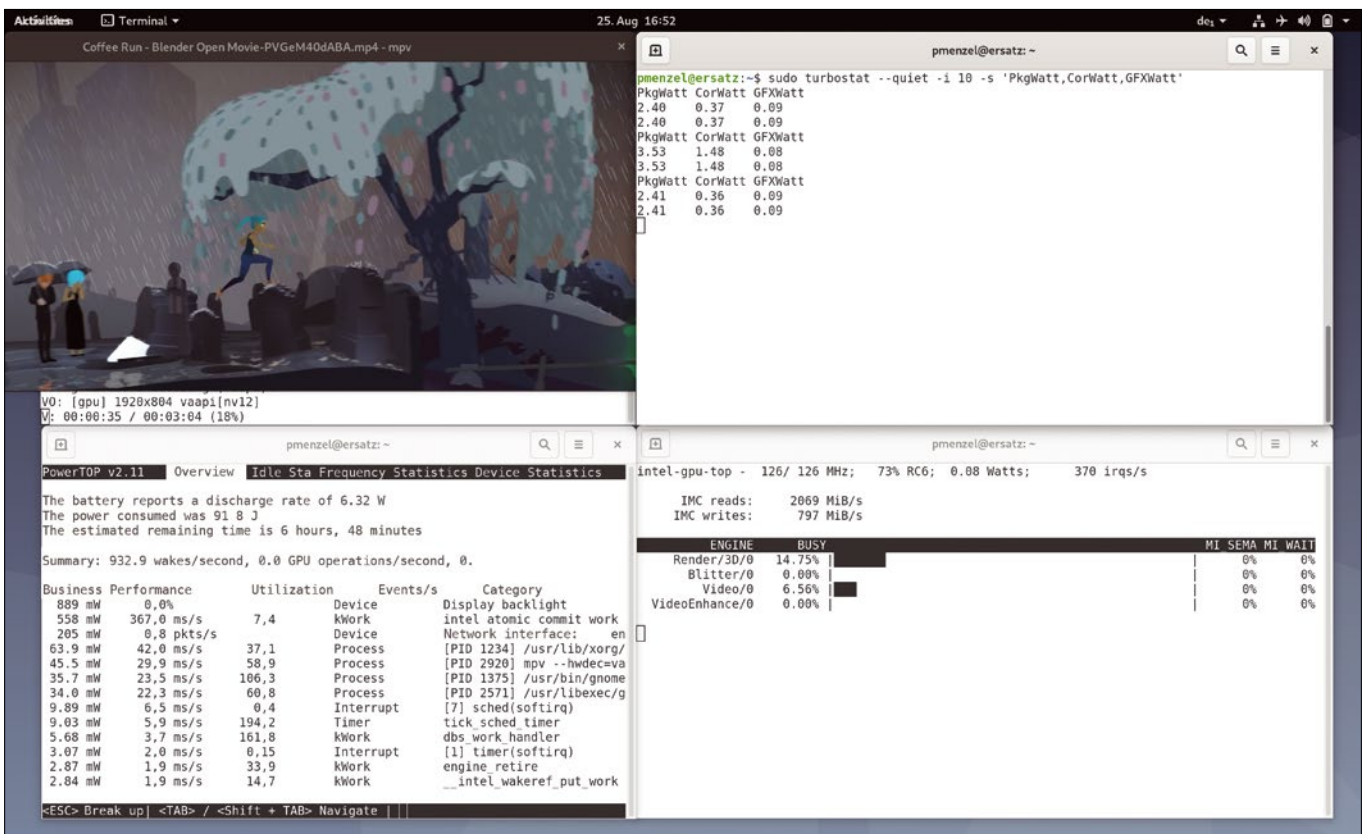 Terminal
25. Aug 16:52
de₁
Coffee Run - Blender Open Movie-PVGeM40dABA.mp4 - mpv
×
VO: [gpu] 1920x804 vaapi[nv12]
V: 00:00:35 / 00:03:04 (18%)
pmenzel@ersatz: ~
×
pmenzel@ersatz:~$ sudo turbostat --quiet -i 10 -s 'PkgWatt,CorWatt,GFXWatt'
PkgWatt CorWatt GFXWatt
2.40 0.37 0.09
2.40 0.37 0.09
PkgWatt CorWatt GFXWatt
3.53 1.48 0.08
3.53 1.48 0.08
PkgWatt CorWatt GFXWatt
2.41 0.36 0.09
2.41 0.36 0.09
pmenzel@ersatz: ~
×
PowerTOP v2.11 Overview Idle Sta Frequency Statistics Device Statistics
The battery reports a discharge rate of 6.32 W
The power consumed was 91 8 J
The estimated remaining time is 6 hours, 48 minutes
Summary: 932.9 wakes/second, 0.0 GPU operations/second, 0.
Business Performance Utilization Events/s Category
889 mW 0,0% Device Display backlight
558 mW 367,0 ms/s 7,4 kWork intel atomic commit work
205 mW 0,8 pkts/s Device Network interface: en
63.9 mW 42,0 ms/s 37,1 Process [PID 1234] /usr/lib/xorg/
45.5 mW 29,9 ms/s 58,9 Process [PID 2920] mpv --hwdec=va
35.7 mW 23,5 ms/s 106,3 Process [PID 1375] /usr/bin/gnome
34.0 mW 22,3 ms/s 60,8 Process [PID 2571] /usr/libexec/g
9.89 mW 6,5 ms/s 0,4 Interrupt [7] sched(softirq)
9.03 mW 5,9 ms/s 194,2 Timer tick_sched_timer
5.68 mW 3,7 ms/s 161,8 kWork dbs_work_handler
3.07 mW 2,0 ms/s 0,15 Interrupt [1] timer(softirq)
2.87 mW 1,9 ms/s 33,9 kWork engine_retire
2.84 mW 1,9 ms/s 14,7 kWork __intel_wakeref_put_work
<ESC> Break up| <TAB> / <Shift + TAB> Navigate | ||
pmenzel@ersatz: ~
×
intel-gpu-top - 126/ 126 MHz; 73% RC6; 0.08 Watts; 370 irqs/s
IMC reads: 2069 MiB/s
IMC writes: 797 MiB/s
ENGINE BUSY MI_SEMA MI_WAIT
Render/3D/0 14.75% | | 0% 0%
Blitter/0 0.00% | | 0% 0%
Video/0 6.56% | | 0% 0%
VideoEnhance/0 0.00% | | 0% 0%